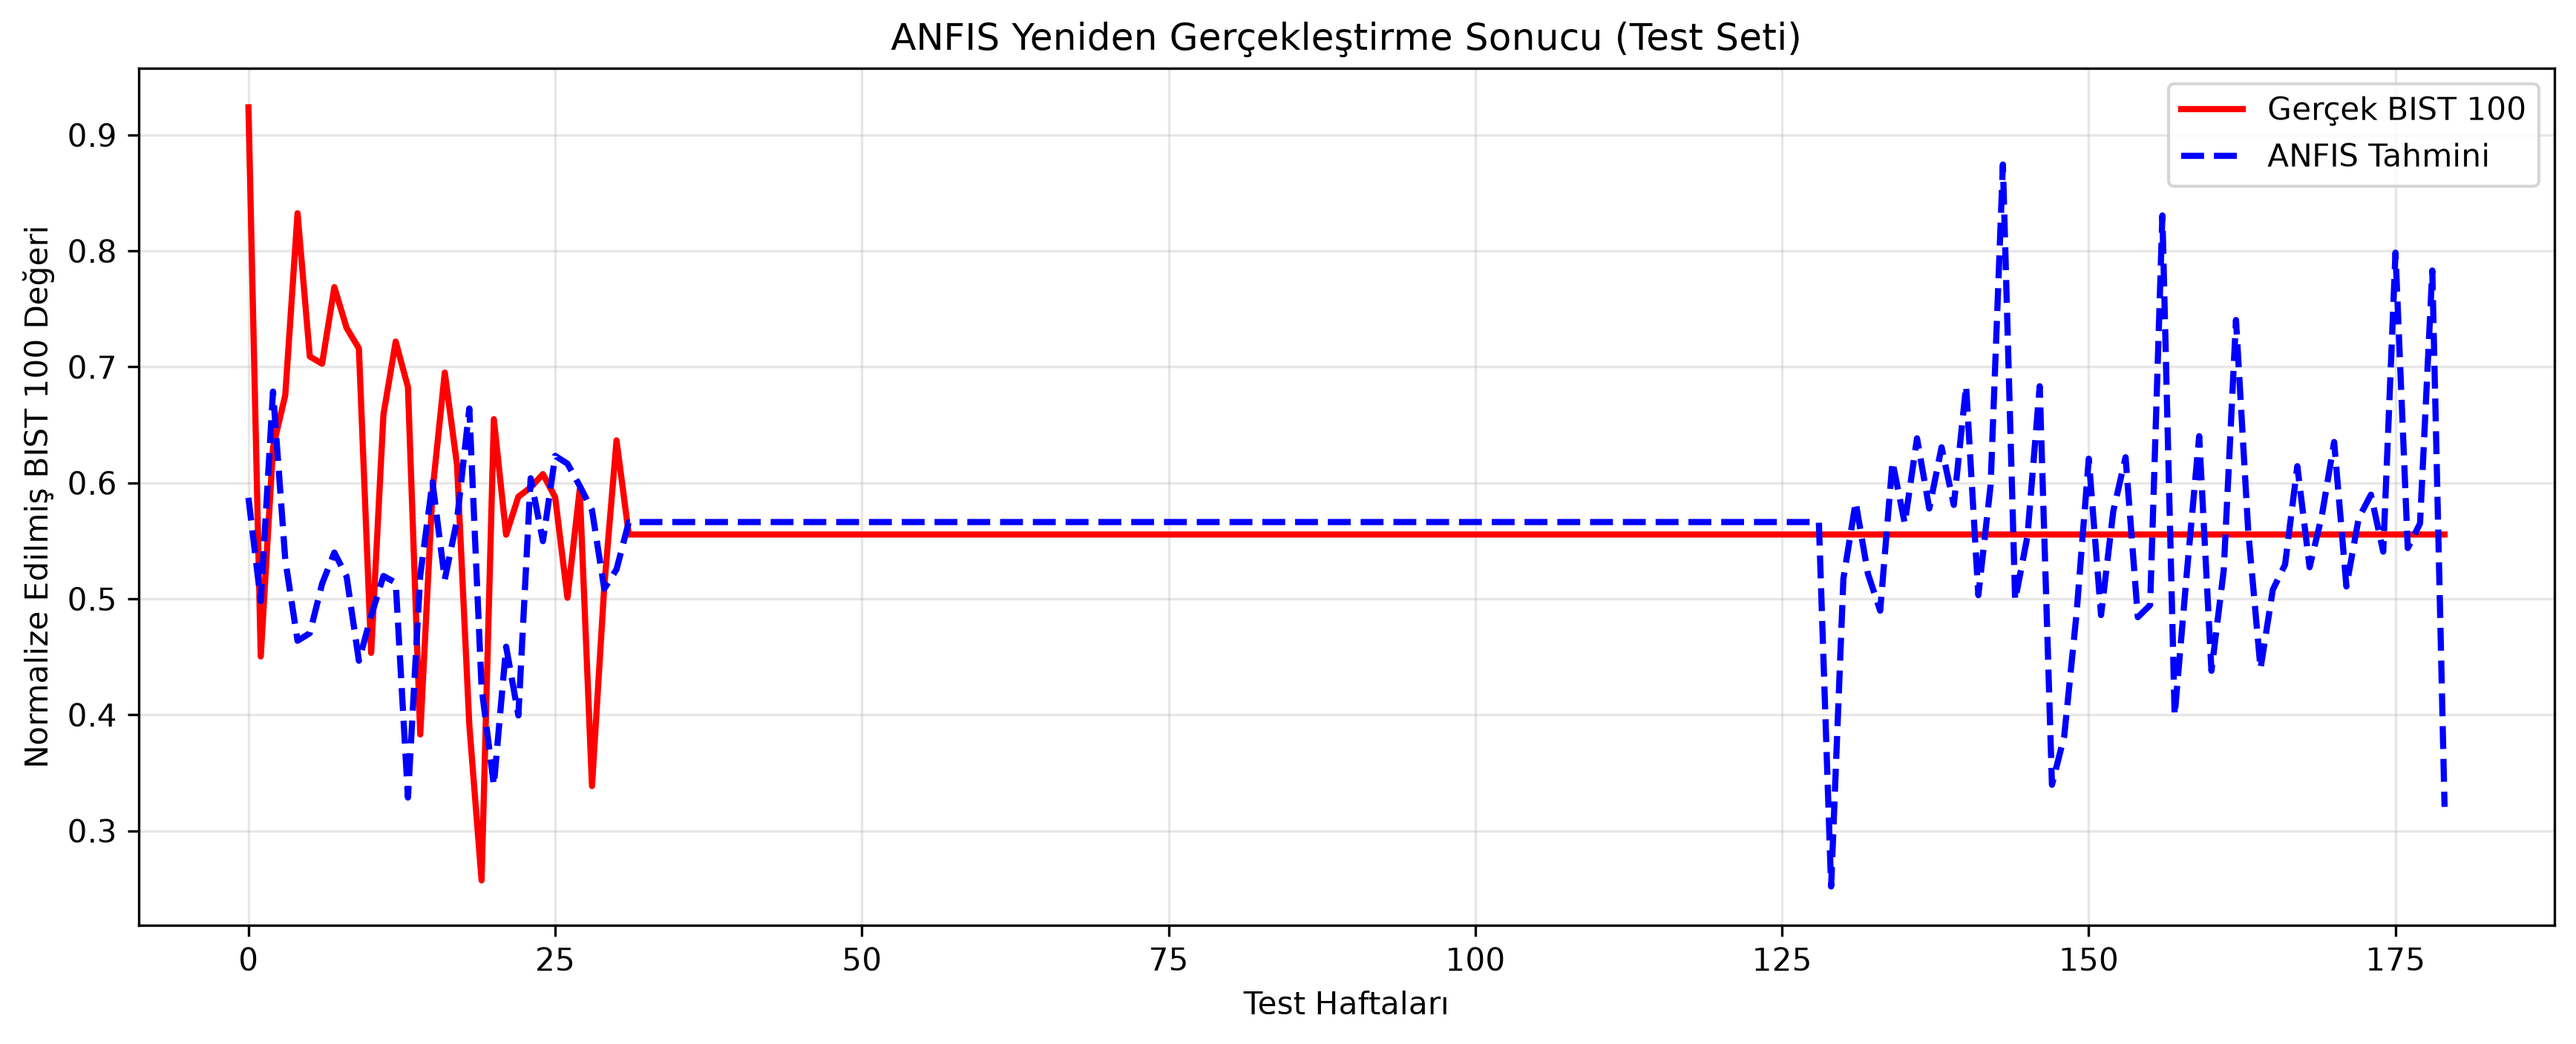 ANFIS Yeniden Gerçekleştirme Sonucu (Test Seti)
Gerçek BIST 100
ANFIS Tahmini
Normalize Edilmiş BIST 100 Değeri
0.9
0.8
0.7
0.6
0.5
0.4
0.3
0 25 50 75 100 125 150 175
Test Haftaları